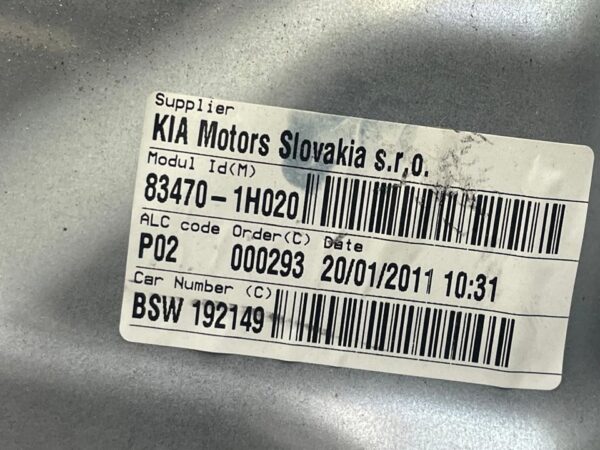 Supplier
KIA Motors Slovakia s.r,o.
Modul Id(M)
83470-1H020
ALC code Order(C) Date
P02 000293 20/01/2011 10:31
Car Number (C)
BSW 192149